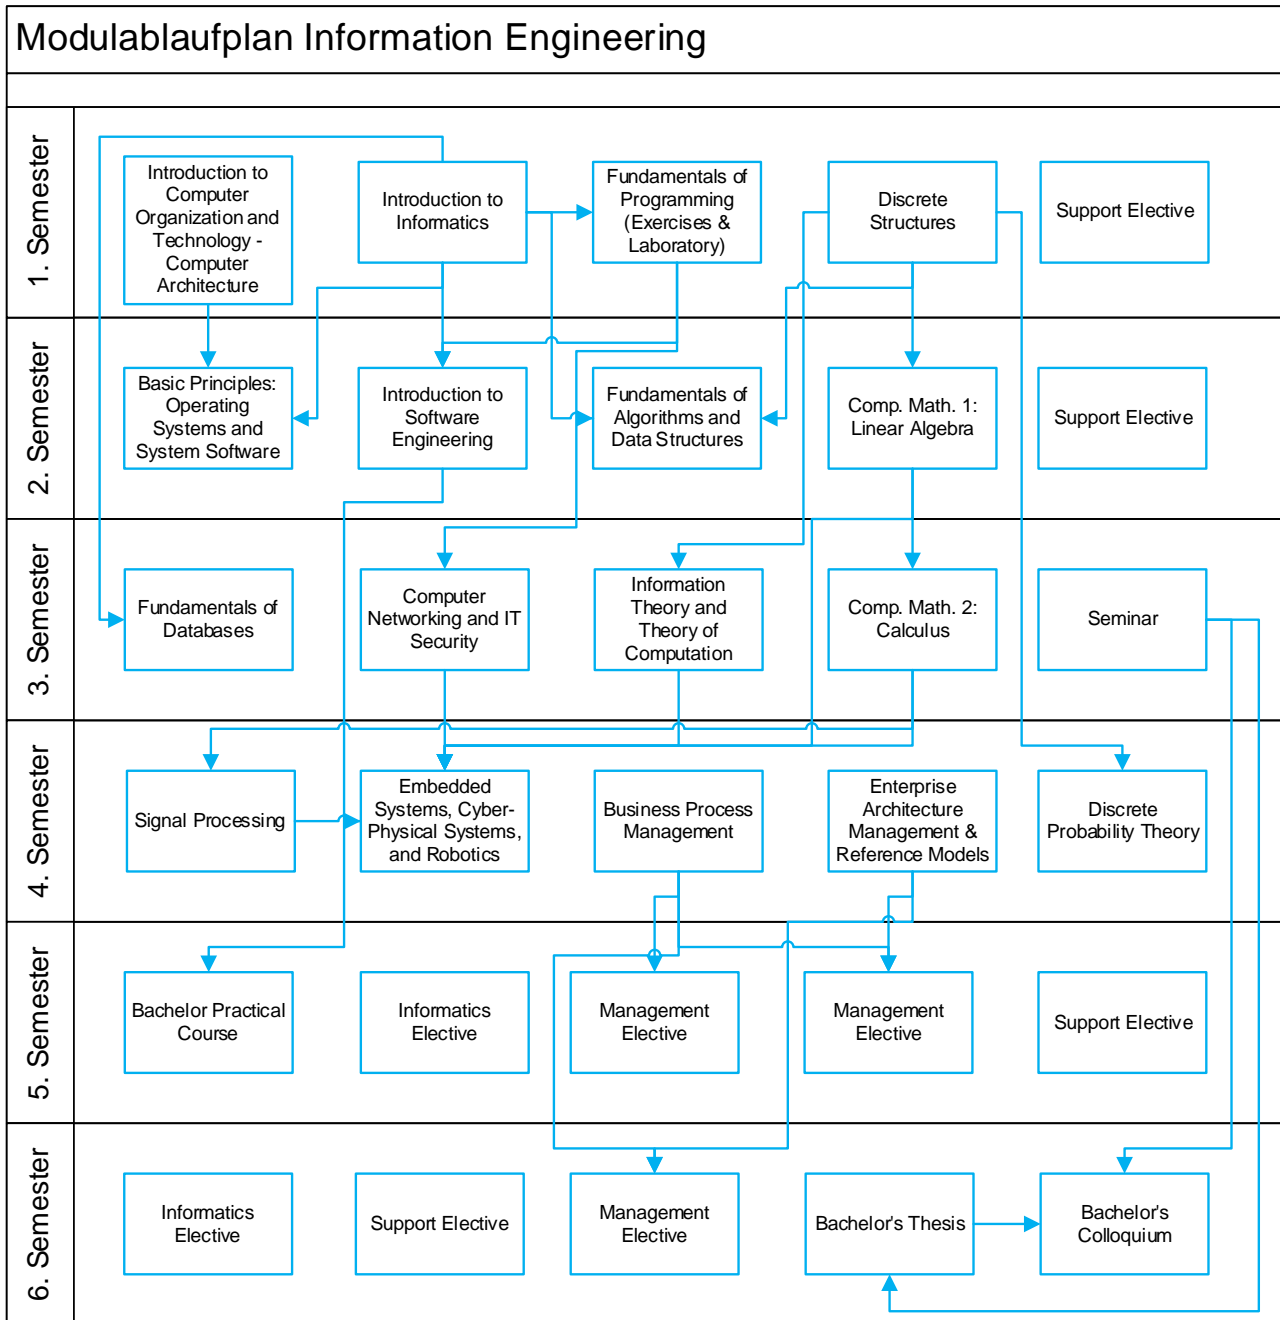 Modulablaufplan Information Engineering
1. Semester
Introduction to
Computer
Organization and
Technology -
Computer
Architecture
Introduction to
Informatics
Fundamentals of
Programming
(Exercises &
Laboratory)
Discrete
Structures
Support Elective
2. Semester
Basic Principles:
Operating
Systems and
System Software
Introduction to
Software
Engineering
Fundamentals of
Algorithms and
Data Structures
Comp. Math. 1:
Linear Algebra
Support Elective
3. Semester
Fundamentals of
Databases
Computer
Networking and IT
Security
Information
Theory and
Theory of
Computation
Comp. Math. 2:
Calculus
Seminar
4. Semester
Signal Processing
Embedded
Systems, Cyber-
Physical Systems,
and Robotics
Business Process
Management
Enterprise
Architecture
Management &
Reference Models
Discrete
Probability Theory
5. Semester
Bachelor Practical
Course
Informatics
Elective
Management
Elective
Management
Elective
Support Elective
6. Semester
Informatics
Elective
Support Elective
Management
Elective
Bachelor's Thesis
Bachelor's
Colloquium